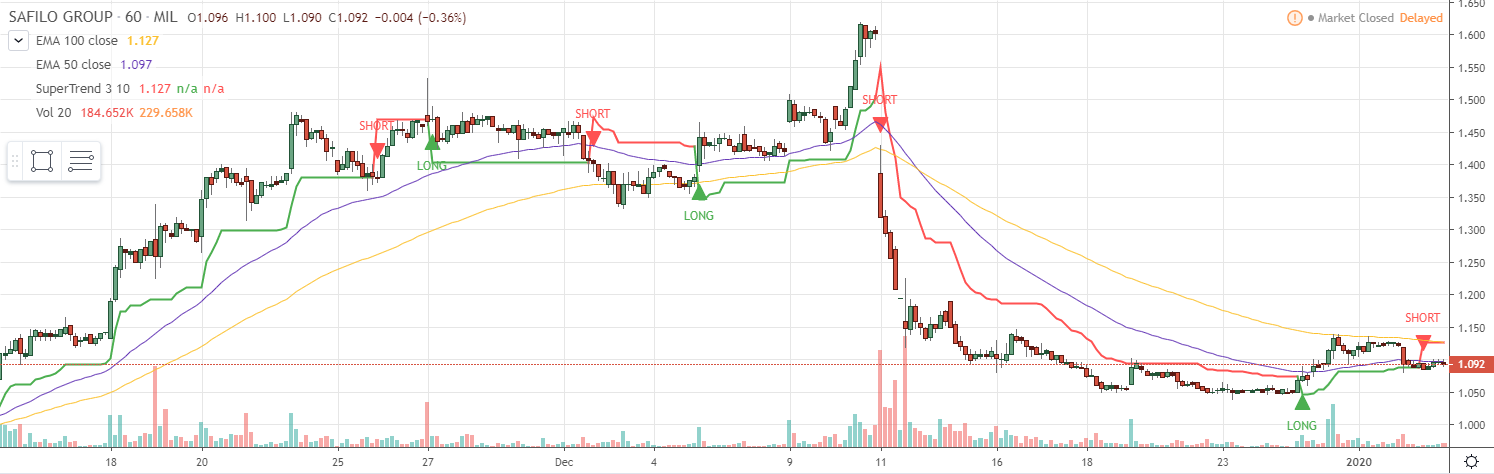 SAFILO GROUP · 60 · MIL O1.096 H1.100 L1.090 C1.092 −0.004 (−0.36%)
! Market Closed Delayed
EMA 100 close 1.127
EMA 50 close 1.097
SuperTrend 3 10 1.127 n/a n/a
Vol 20 184.652K 229.658K
SHORT
LONG
SHORT
LONG
SHORT
LONG
SHORT
1.650
1.600
1.550
1.500
1.450
1.400
1.350
1.300
1.250
1.200
1.150
1.092
1.050
1.000
18 20 25 27 Dec 4 9 11 16 18 23 2020